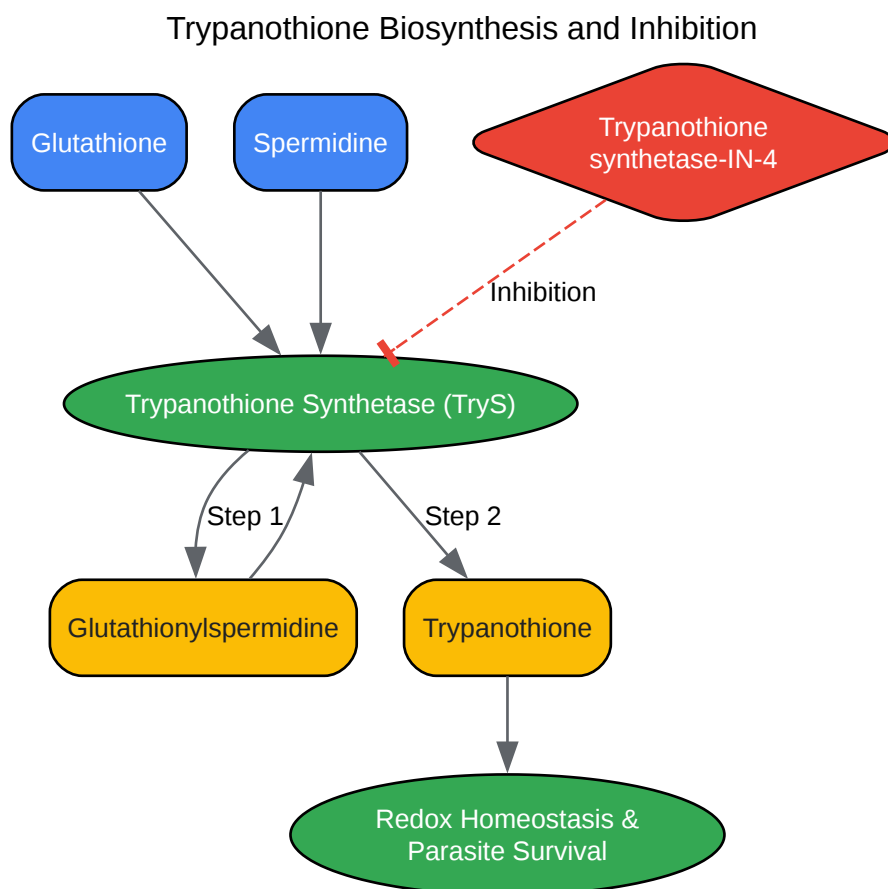 Trypanothione Biosynthesis and Inhibition
Glutathione
Spermidine
Trypanothione
synthetase-IN-4
Inhibition
Trypanothione Synthetase (TryS)
Step 1
Step 2
Glutathionylspermidine
Trypanothione
Redox Homeostasis &
Parasite Survival